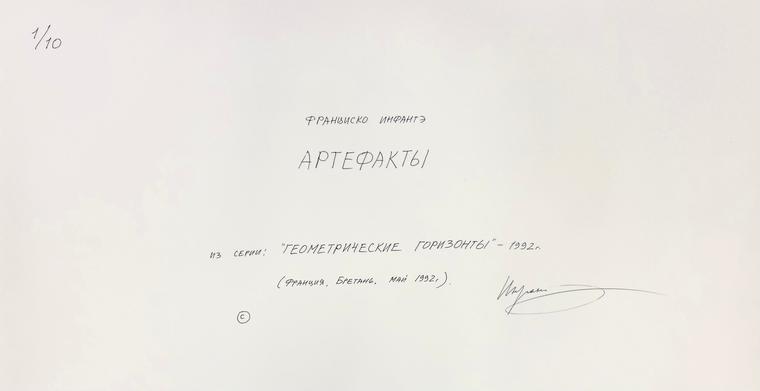 1/10
ФРАНЦИСКО ИНФАНТЭ
АРТЕФАКТЫ
ИЗ СЕРИИ: "ГЕОМЕТРИЧЕСКИЕ ГОРИЗОНТЫ" - 1992г.
(ФРАНЦИЯ, БРЕТАНЬ, МАЙ 1992г.).
©